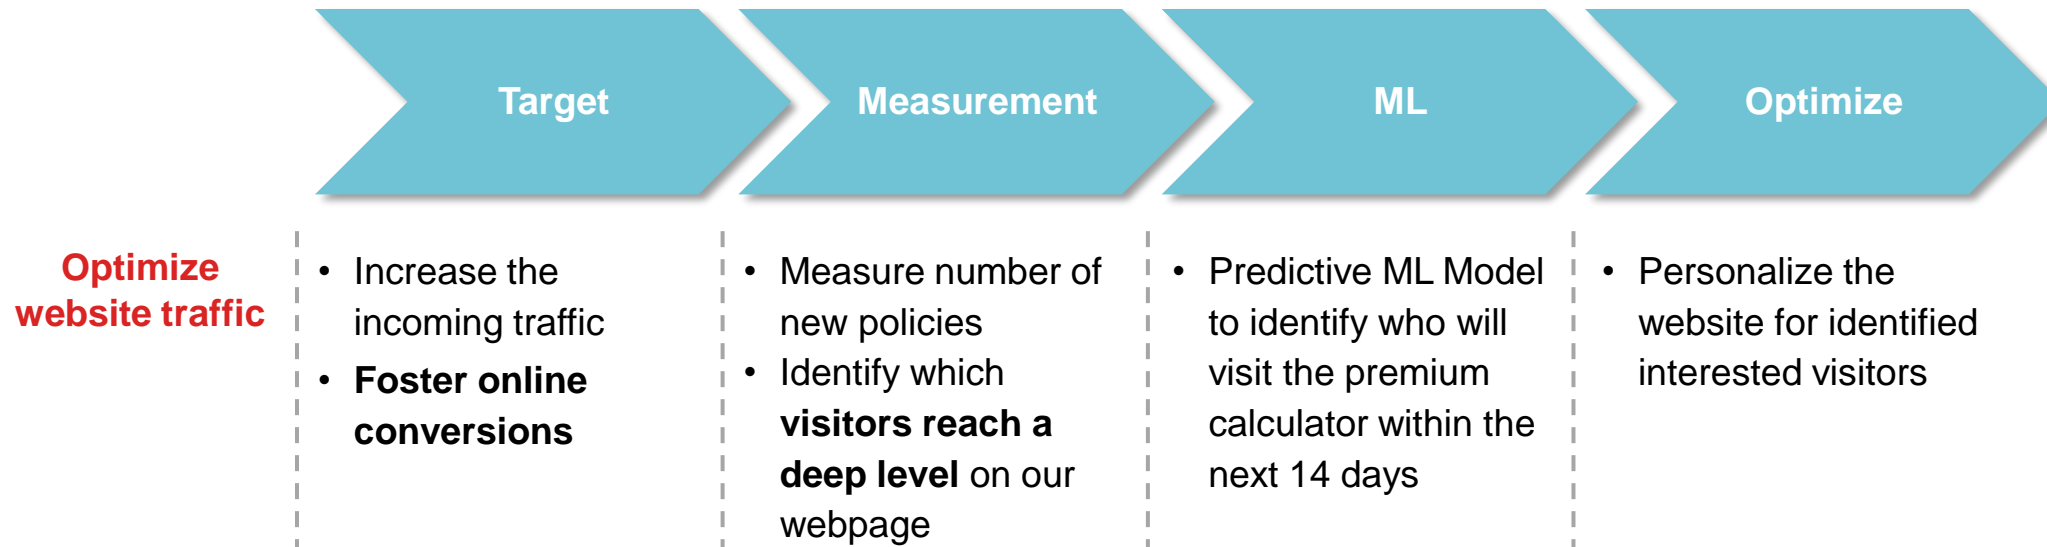 Target
Measurement
ML
Optimize
Optimize
website traffic
• Increase the
incoming traffic
• Foster online
conversions
• Measure number of
new policies
• Identify which
visitors reach a
deep level on our
webpage
• Predictive ML Model
to identify who will
visit the premium
calculator within the
next 14 days
• Personalize the
website for identified
interested visitors